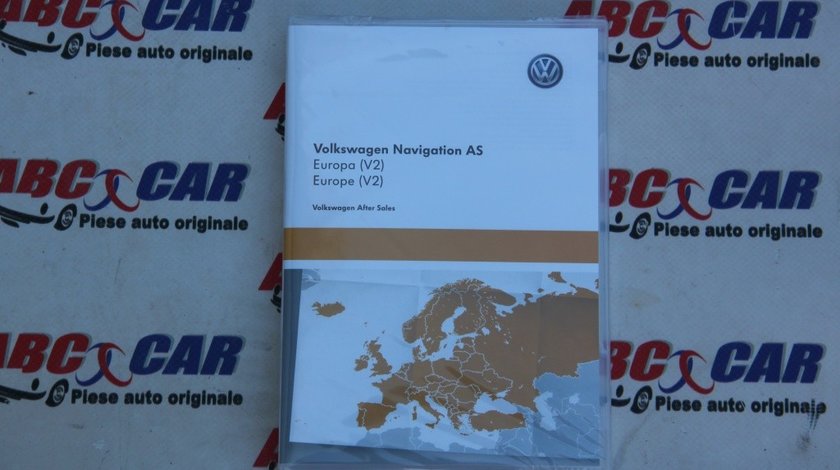 ABC CAR
Piese auto originale
ABC CAR
Piese auto originale
VW
Volkswagen Navigation AS
Europa (V2)
Europe (V2)
Volkswagen After Sales
ABC CAR
Piese auto originale
ABC CAR
Piese auto originale
ABC CAR
Piese auto originale
ABC CAR
Piese auto originale